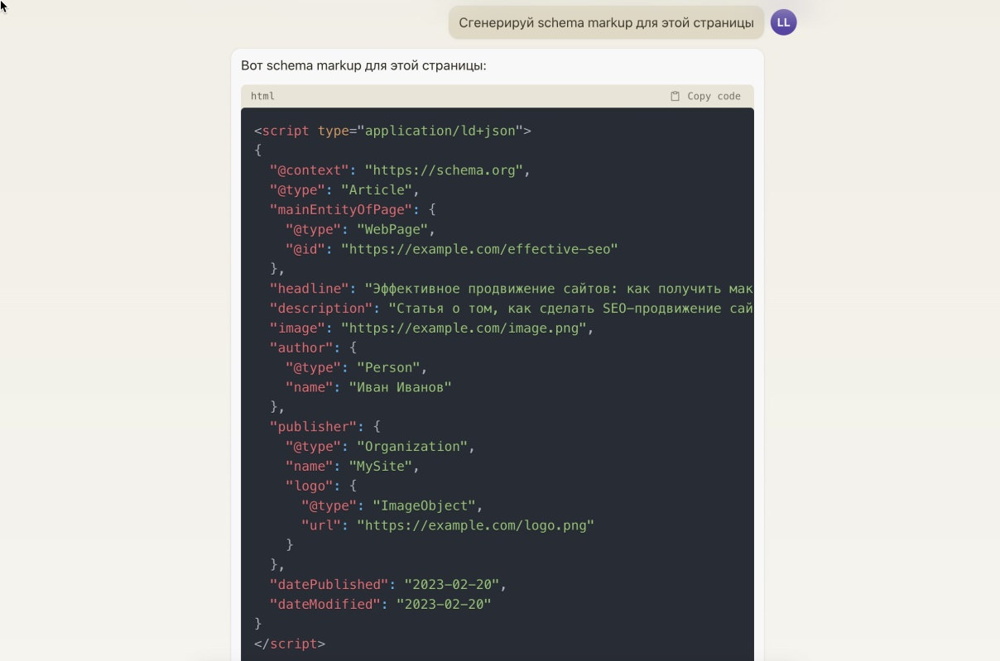 Сгенерируй schema markup для этой страницы
LL
Вот schema markup для этой страницы:
html
Copy code
<script type="application/ld+json">
{
"@context": "https://schema.org",
"@type": "Article",
"mainEntityOfPage": {
"@type": "WebPage",
"@id": "https://example.com/effective-seo"
},
"headline": "Эффективное продвижение сайтов: как получить мак
"description": "Статья о том, как сделать SEO-продвижение сай
"image": "https://example.com/image.png",
"author": {
"@type": "Person",
"name": "Иван Иванов"
},
"publisher": {
"@type": "Organization",
"name": "MySite",
"logo": {
"@type": "ImageObject",
"url": "https://example.com/logo.png"
}
},
"datePublished": "2023-02-20",
"dateModified": "2023-02-20"
}
</script>